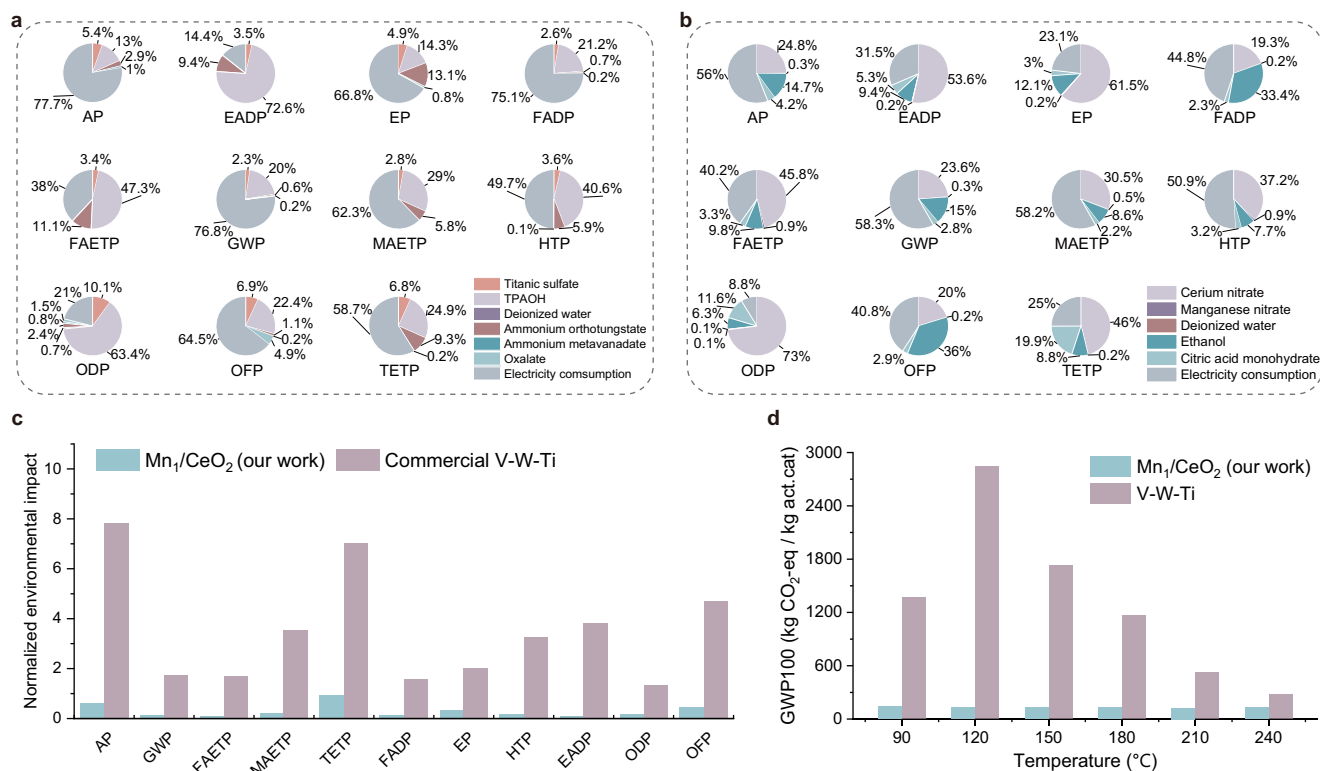 a
5.4%
13%
2.9%
1%
77.7%
AP
14.4%
3.5%
9.4%
72.6%
EADP
4.9%
14.3%
13.1%
0.8%
66.8%
EP
2.6%
21.2%
0.7%
0.2%
75.1%
FADP
3.4%
38%
47.3%
11.1%
FAETP
2.3%
20%
0.6%
0.2%
76.8%
GWP
2.8%
29%
62.3%
5.8%
MAETP
3.6%
49.7%
40.6%
0.1%
5.9%
HTP
21%
10.1%
1.5%
0.8%
2.4%
0.7%
63.4%
ODP
6.9%
22.4%
1.1%
0.2%
64.5%
4.9%
OFP
6.8%
58.7%
24.9%
9.3%
0.2%
TETP
Titanic sulfate
TPAOH
Deionized water
Ammonium orthotungstate
Ammonium metavanadate
Oxalate
Electricity comsumption
b
24.8%
56%
0.3%
14.7%
4.2%
AP
31.5%
5.3%
9.4%
0.2%
53.6%
EADP
23.1%
3%
12.1%
0.2%
61.5%
EP
19.3%
44.8%
0.2%
2.3%
33.4%
FADP
40.2%
45.8%
3.3%
9.8%
0.9%
FAETP
23.6%
0.3%
15%
58.3%
2.8%
GWP
30.5%
0.5%
58.2%
8.6%
2.2%
MAETP
50.9%
37.2%
0.9%
3.2%
7.7%
HTP
8.8%
11.6%
6.3%
0.1%
0.1%
73%
ODP
20%
40.8%
0.2%
2.9%
36%
OFP
25%
46%
19.9%
8.8%
0.2%
TETP
Cerium nitrate
Manganese nitrate
Deionized water
Ethanol
Citric acid monohydrate
Electricity consumption
c
Normalized environmental impact
10
8
6
4
2
0
Mn₁/CeO₂ (our work)
Commercial V-W-Ti
AP
GWP
FAETP
MAETP
TETP
FADP
EP
HTP
EADP
ODP
OFP
d
GWP100 (kg CO₂-eq / kg act.cat)
3000
2400
1800
1200
600
0
Mn₁/CeO₂ (our work)
V-W-Ti
90
120
150
180
210
240
Temperature (°C)